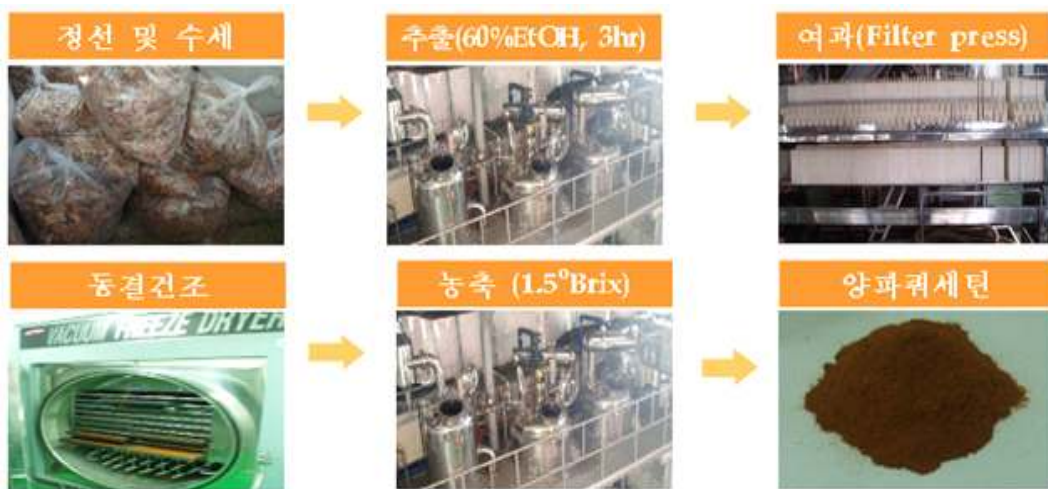 정선 및 수세
추출(60%EtOH, 3hr)
여과(Filter press)
동결건조
농축 (1.5°Brix)
양파퀘세틴
VACUUM FREEZE DRYER